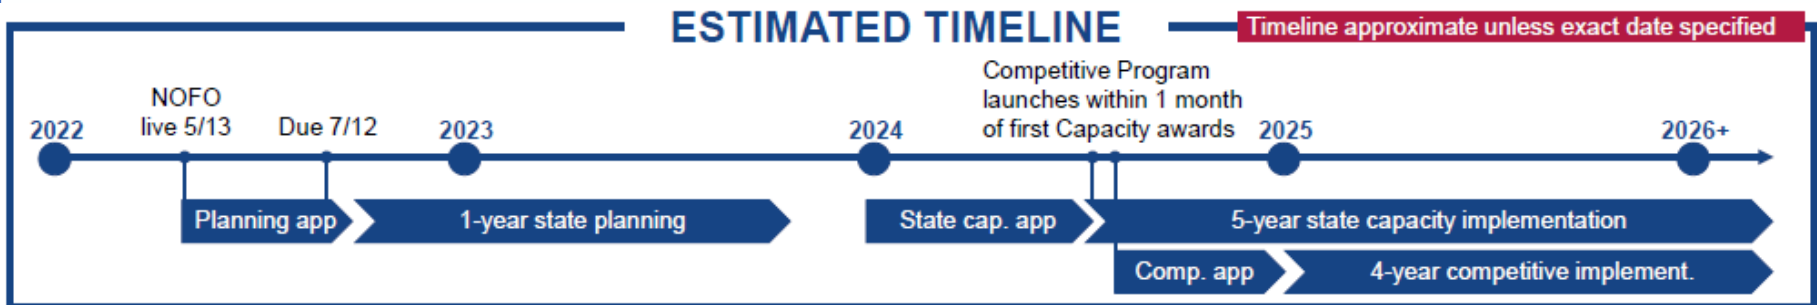 ESTIMATED TIMELINE
Timeline approximate unless exact date specified
2022
NOFO
live 5/13
Due 7/12
2023
2024
Competitive Program
launches within 1 month
of first Capacity awards
2025
2026+
Planning app
1-year state planning
State cap. app
5-year state capacity implementation
Comp. app
4-year competitive implement.